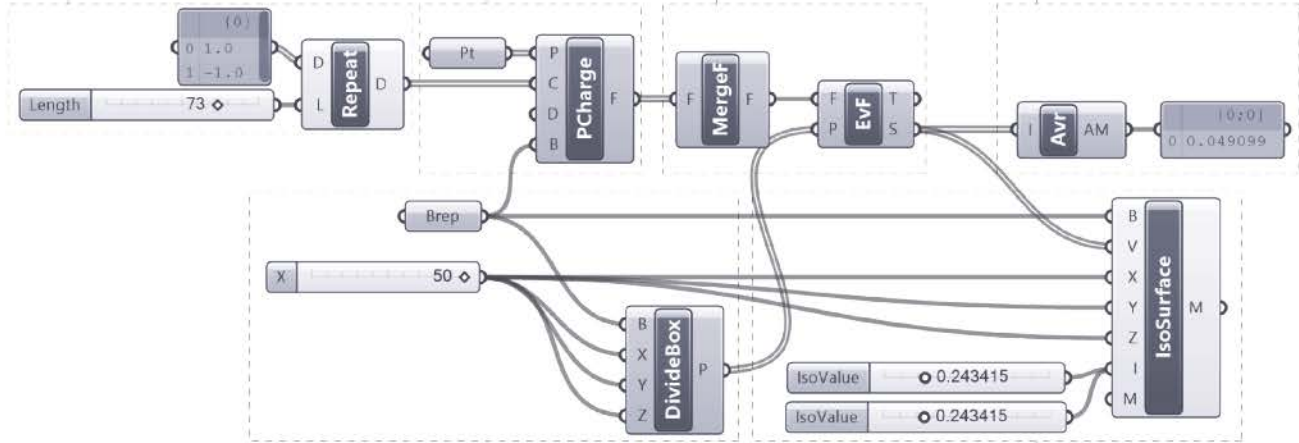 {0}
0 1.0
1 -1.0
Length
73
D
L
Repeat
D
Pt
P
C
D
B
PCharge
F
F
MergeF
F
F
P
EvF
T
S
I
Avr
AM
{0;0}
0 0.049099
Brep
X
50
B
X
Y
Z
DivideBox
P
B
V
X
Y
Z
I
M
IsoSurface
M
IsoValue
0.243415
IsoValue
0.243415